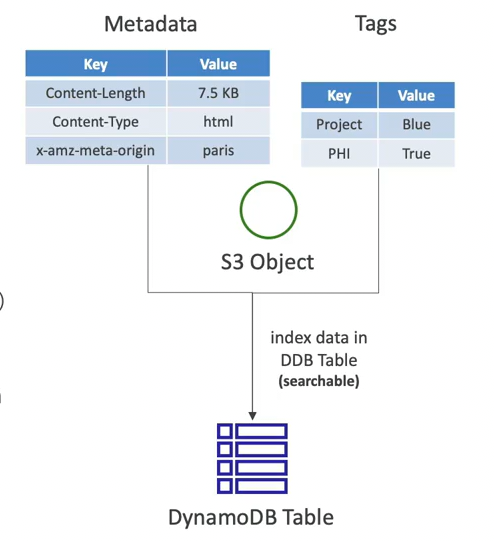 Metadata
Key Value
Content-Length 7.5 KB
Content-Type html
x-amz-meta-origin paris
Tags
Key Value
Project Blue
PHI True
S3 Object
index data in
DDB Table
(searchable)
DynamoDB Table